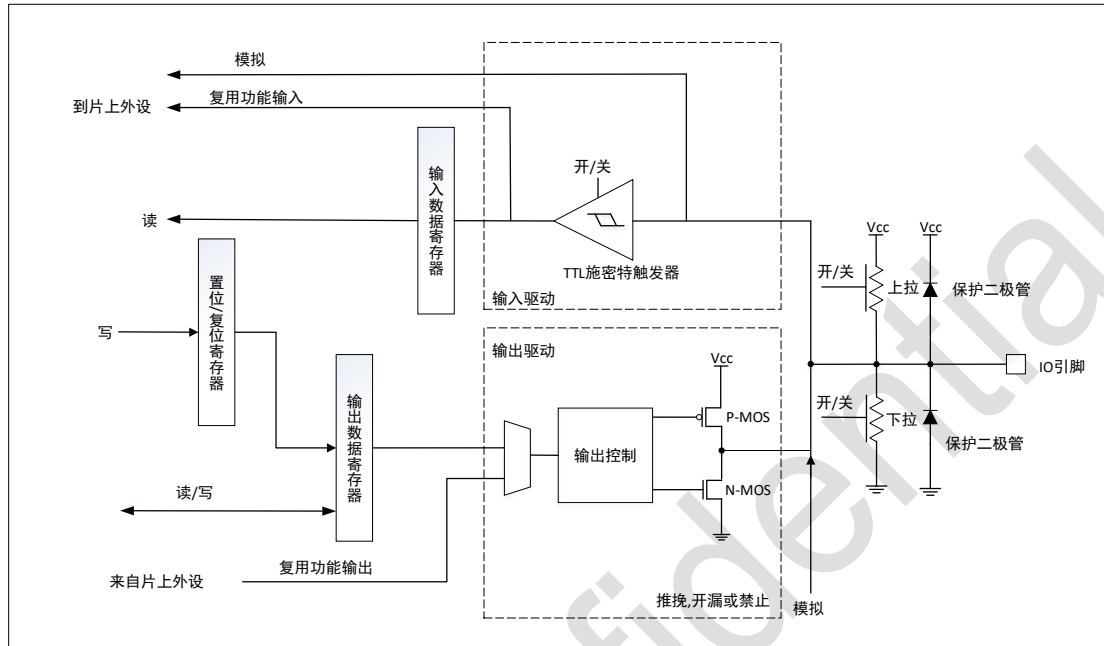 模拟
到片上外设
复用功能输入
输入数据寄存器
开/关
读
TTL施密特触发器
输入驱动
Vcc
Vcc
开/关
上拉
保护二极管
置位/复位寄存器
写
输出驱动
Vcc
IO引脚
输出数据寄存器
P-MOS
开/关
下拉
保护二极管
输出控制
N-MOS
读/写
来自片上外设
复用功能输出
推挽,开漏或禁止
模拟
fidential